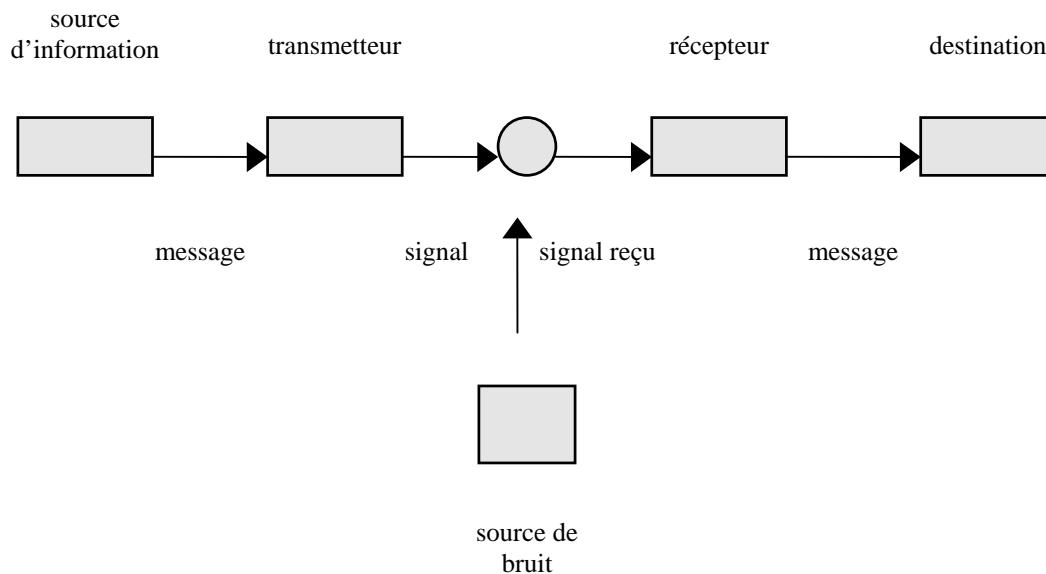 source
d’information
transmetteur
récepteur
destination
message
signal
signal reçu
message
source de
bruit